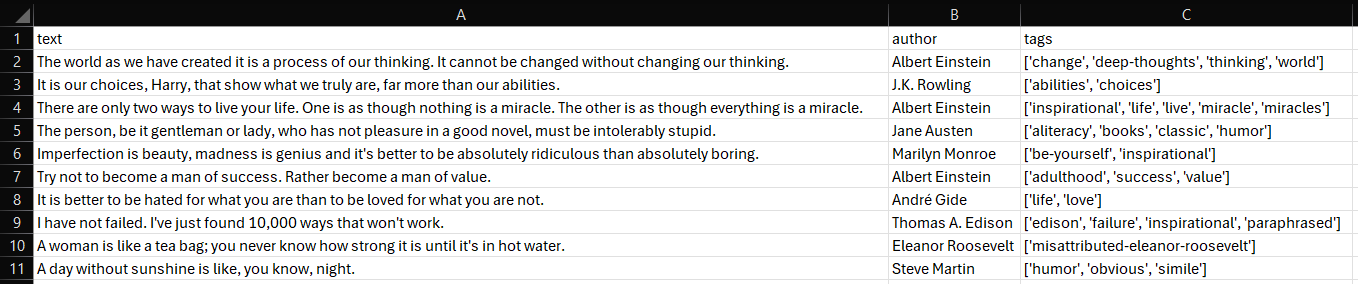 A B C
1 text author tags
2 The world as we have created it is a process of our thinking. It cannot be changed without changing our thinking. Albert Einstein ['change', 'deep-thoughts', 'thinking', 'world']
3 It is our choices, Harry, that show what we truly are, far more than our abilities. J.K. Rowling ['abilities', 'choices']
4 There are only two ways to live your life. One is as though nothing is a miracle. The other is as though everything is a miracle. Albert Einstein ['inspirational', 'life', 'live', 'miracle', 'miracles']
5 The person, be it gentleman or lady, who has not pleasure in a good novel, must be intolerably stupid. Jane Austen ['aliteracy', 'books', 'classic', 'humor']
6 Imperfection is beauty, madness is genius and it's better to be absolutely ridiculous than absolutely boring. Marilyn Monroe ['be-yourself', 'inspirational']
7 Try not to become a man of success. Rather become a man of value. Albert Einstein ['adulthood', 'success', 'value']
8 It is better to be hated for what you are than to be loved for what you are not. André Gide ['life', 'love']
9 I have not failed. I've just found 10,000 ways that won't work. Thomas A. Edison ['edison', 'failure', 'inspirational', 'paraphrased']
10 A woman is like a tea bag; you never know how strong it is until it's in hot water. Eleanor Roosevelt ['misattributed-eleanor-roosevelt']
11 A day without sunshine is like, you know, night. Steve Martin ['humor', 'obvious', 'simile']